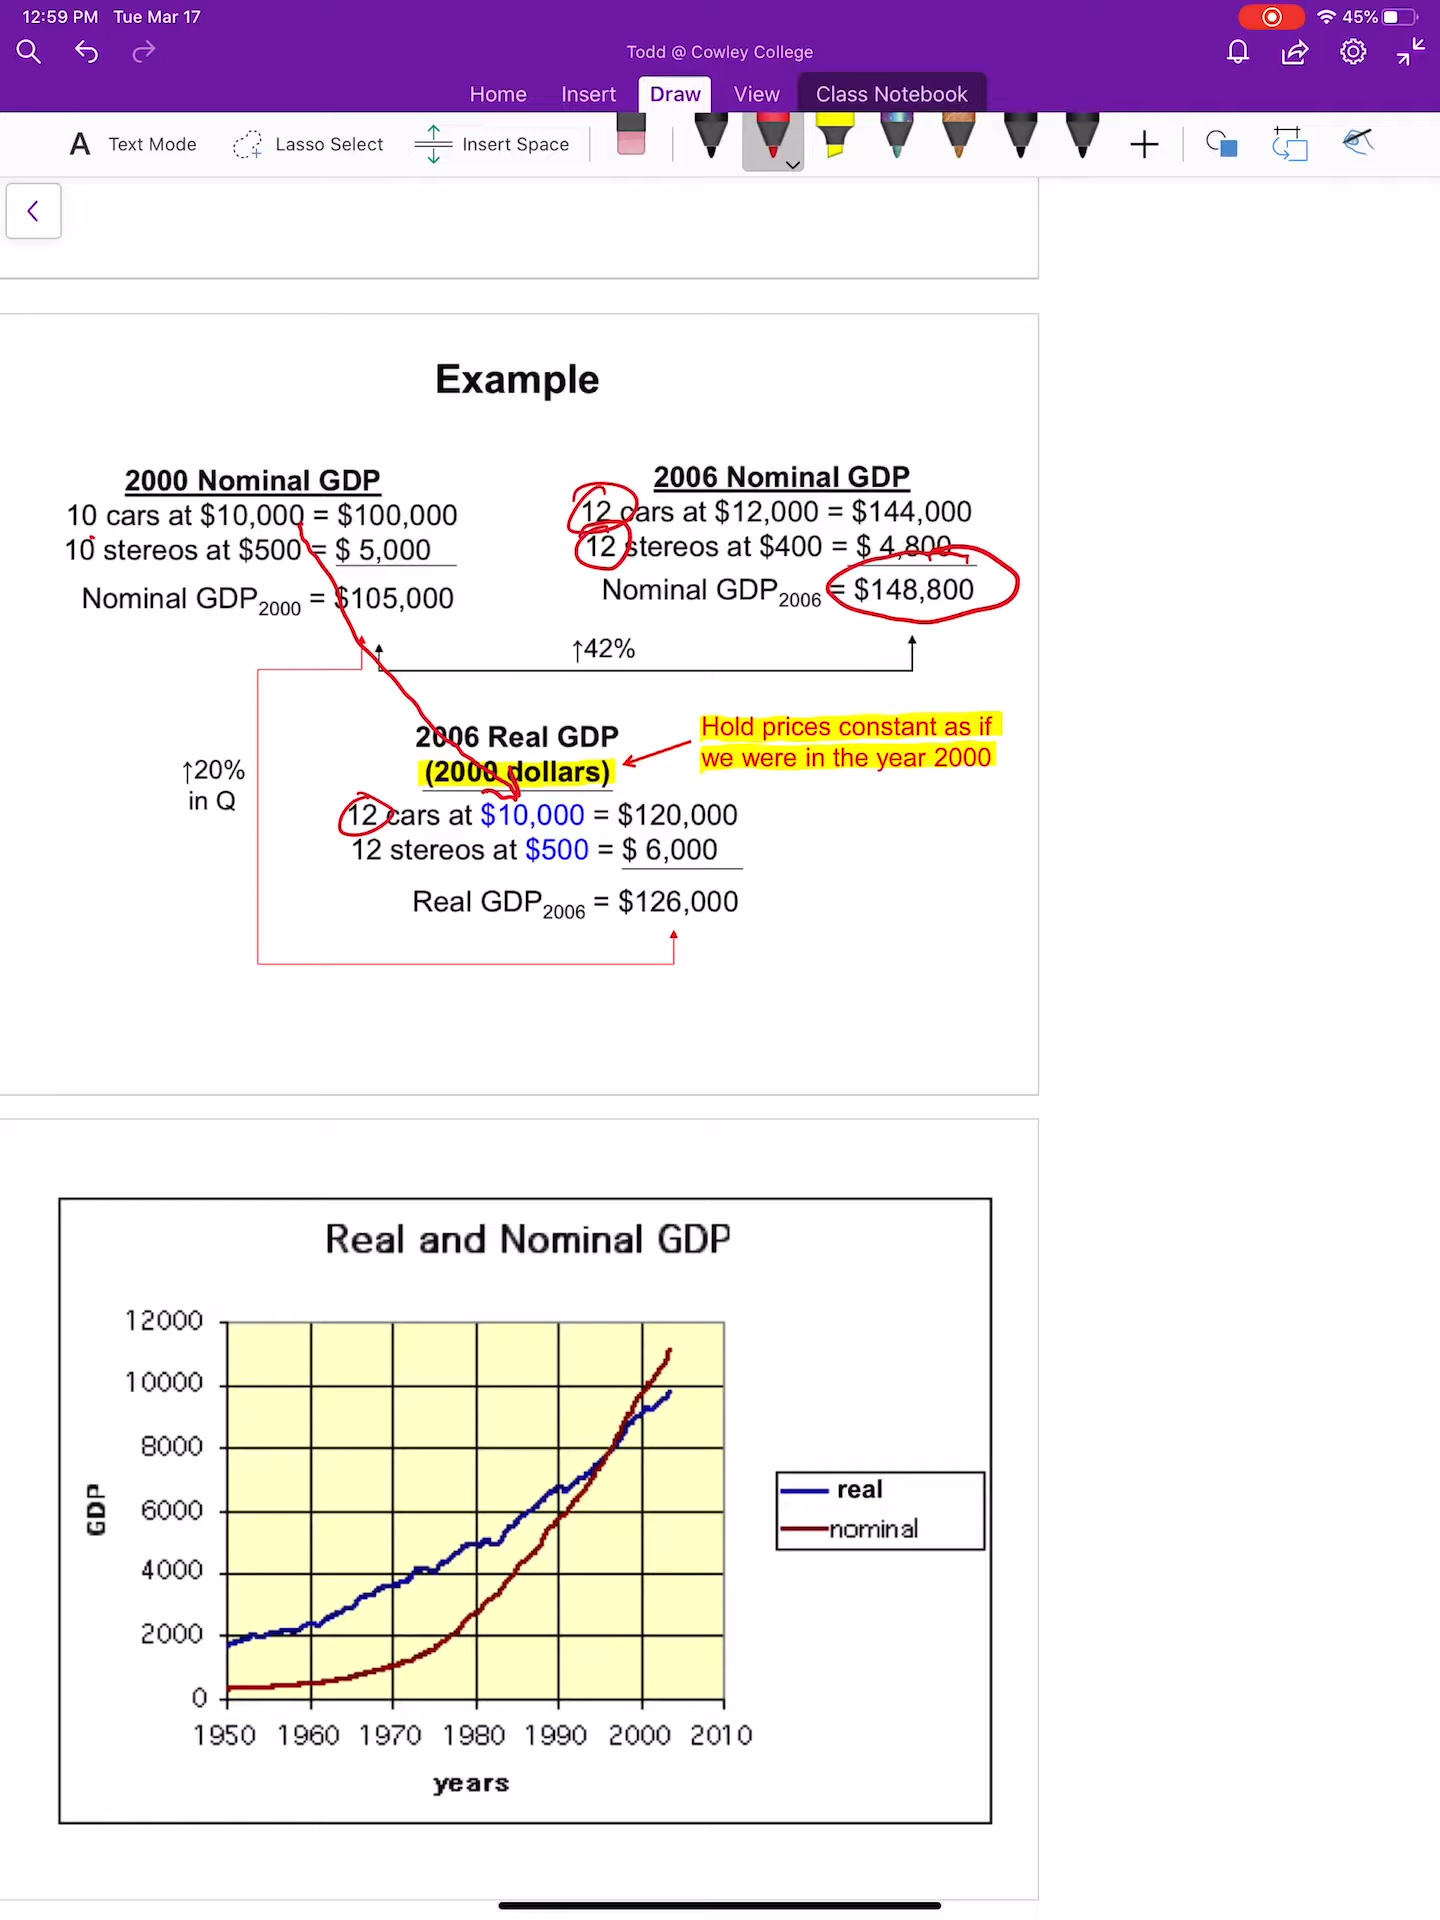 12:59 PM Tue Mar 17
45%
Todd @ Cowley College
Home Insert Draw View Class Notebook
A Text Mode Lasso Select Insert Space
Example
2000 Nominal GDP
10 cars at $10,000 = $100,000
10 stereos at $500 = $ 5,000
Nominal GDP2000 = $105,000
2006 Nominal GDP
12 cars at $12,000 = $144,000
12 stereos at $400 = $ 4,800
Nominal GDP2006 = $148,800
↑42%
2006 Real GDP
(2000 dollars)
Hold prices constant as if
we were in the year 2000
↑20%
in Q
12 cars at $10,000 = $120,000
12 stereos at $500 = $ 6,000
Real GDP2006 = $126,000
Real and Nominal GDP
12000
10000
8000
6000
4000
2000
0
GDP
1950 1960 1970 1980 1990 2000 2010
years
real
nominal